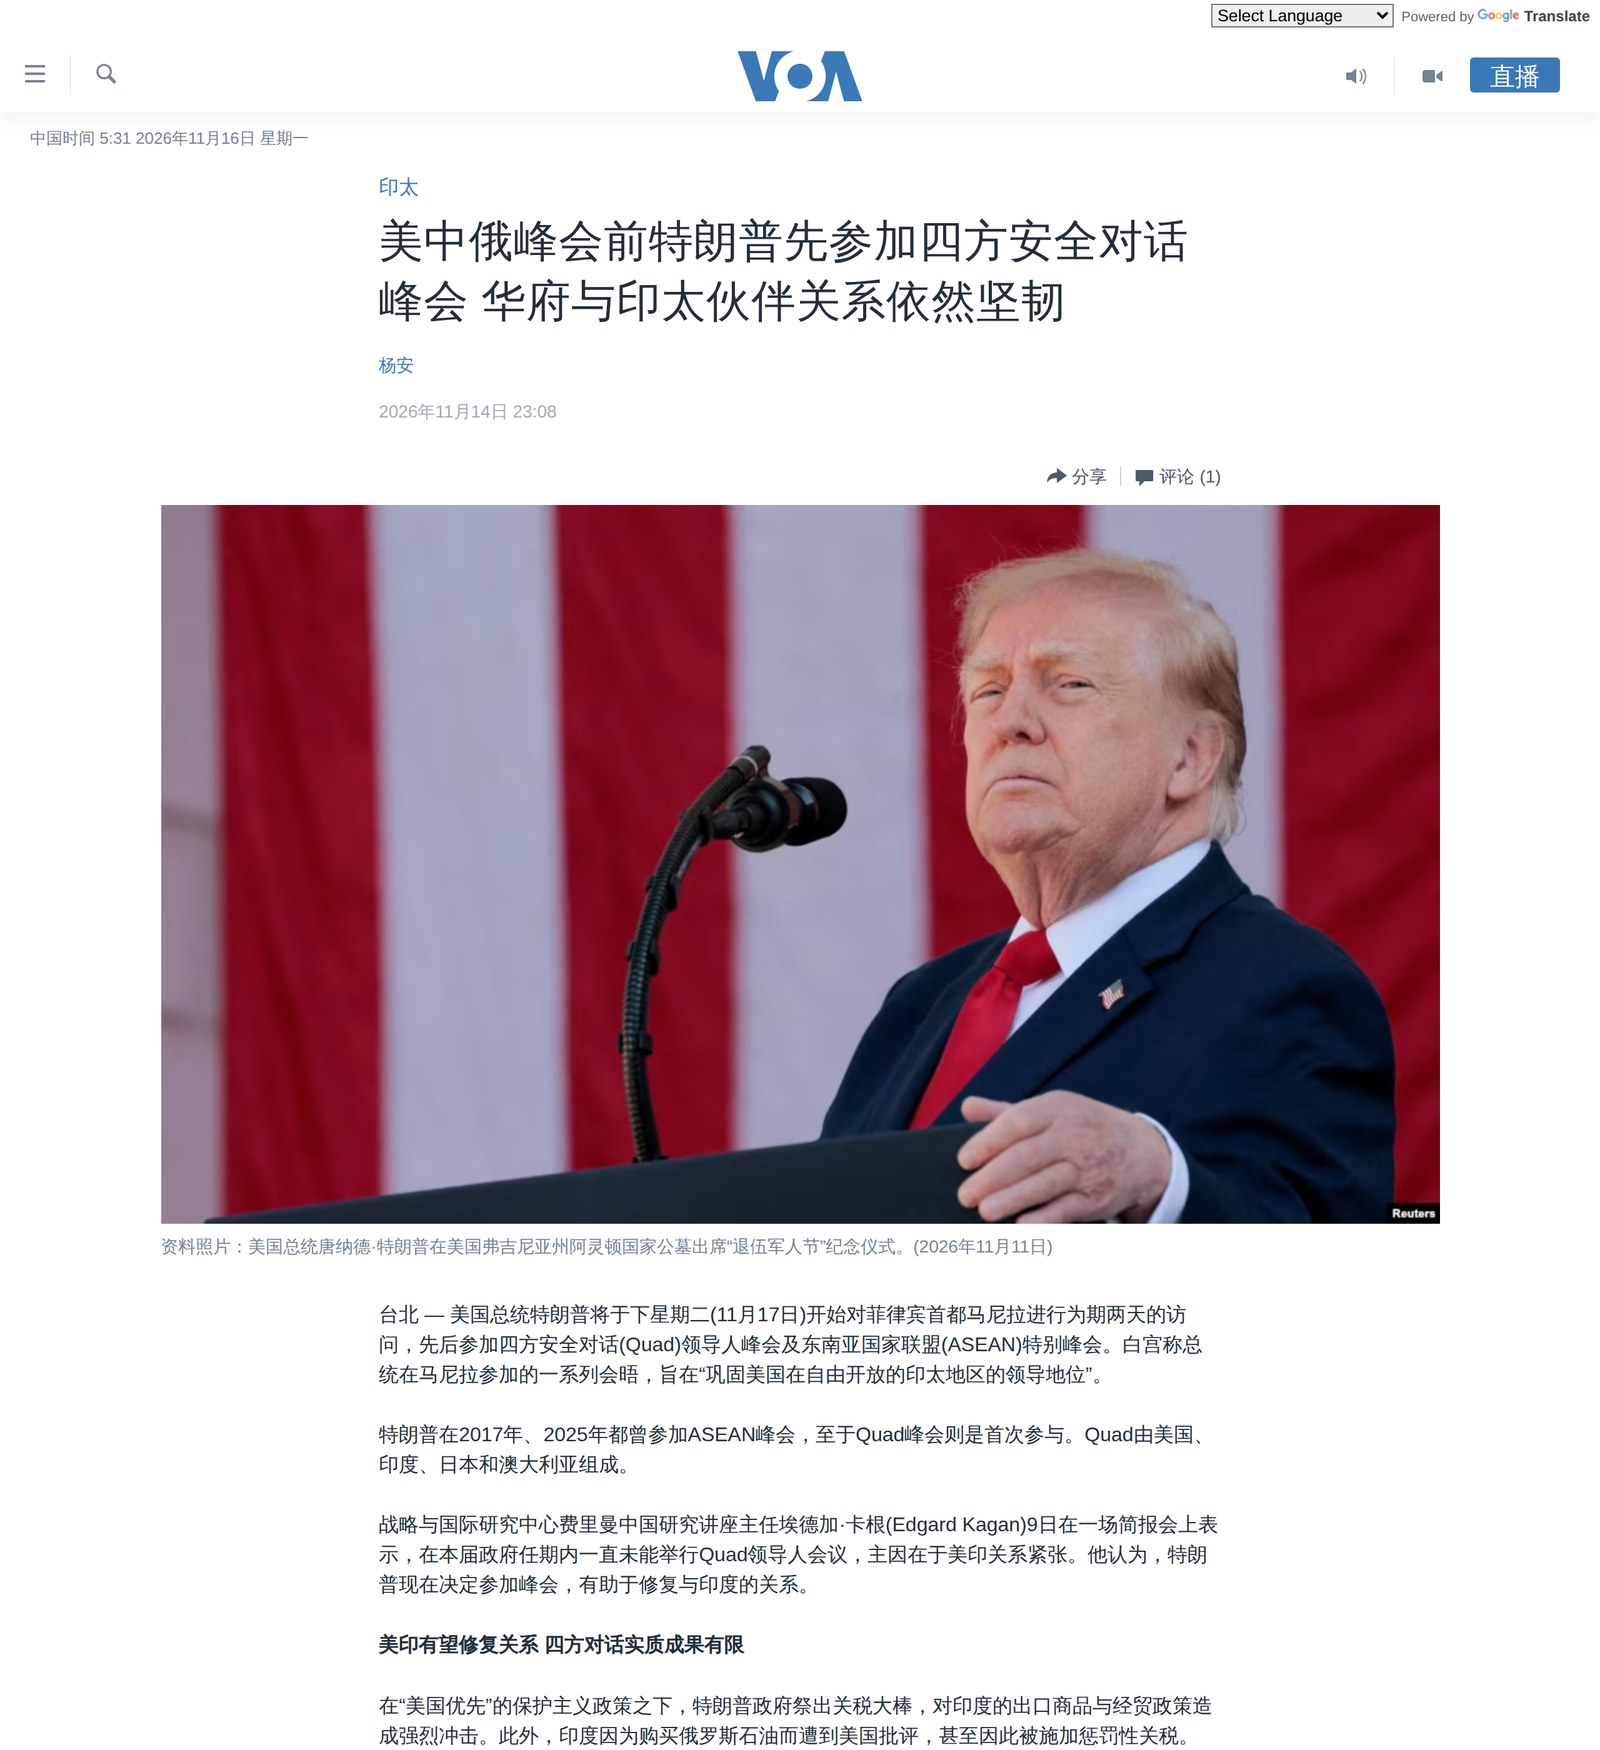 Select Language
Powered by Google Translate
VOA
直播
中国时间 5:31 2026年11月16日 星期一
印太
美中俄峰会前特朗普先参加四方安全对话
峰会 华府与印太伙伴关系依然坚韧
杨安
2026年11月14日 23:08
分享
评论 (1)
Reuters
资料照片：美国总统唐纳德·特朗普在美国弗吉尼亚州阿灵顿国家公墓出席“退伍军人节”纪念仪式。(2026年11月11日)
台北 — 美国总统特朗普将于下星期二(11月17日)开始对菲律宾首都马尼拉进行为期两天的访
问，先后参加四方安全对话(Quad)领导人峰会及东南亚国家联盟(ASEAN)特别峰会。白宫称总
统在马尼拉参加的一系列会晤，旨在“巩固美国在自由开放的印太地区的领导地位”。
特朗普在2017年、2025年都曾参加ASEAN峰会，至于Quad峰会则是首次参与。Quad由美国、
印度、日本和澳大利亚组成。
战略与国际研究中心费里曼中国研究讲座主任埃德加·卡根(Edgard Kagan)9日在一场简报会上表
示，在本届政府任期内一直未能举行Quad领导人会议，主因在于美印关系紧张。他认为，特朗
普现在决定参加峰会，有助于修复与印度的关系。
美印有望修复关系 四方对话实质成果有限
在“美国优先”的保护主义政策之下，特朗普政府祭出关税大棒，对印度的出口商品与经贸政策造
成强烈冲击。此外，印度因为购买俄罗斯石油而遭到美国批评，甚至因此被施加惩罚性关税。